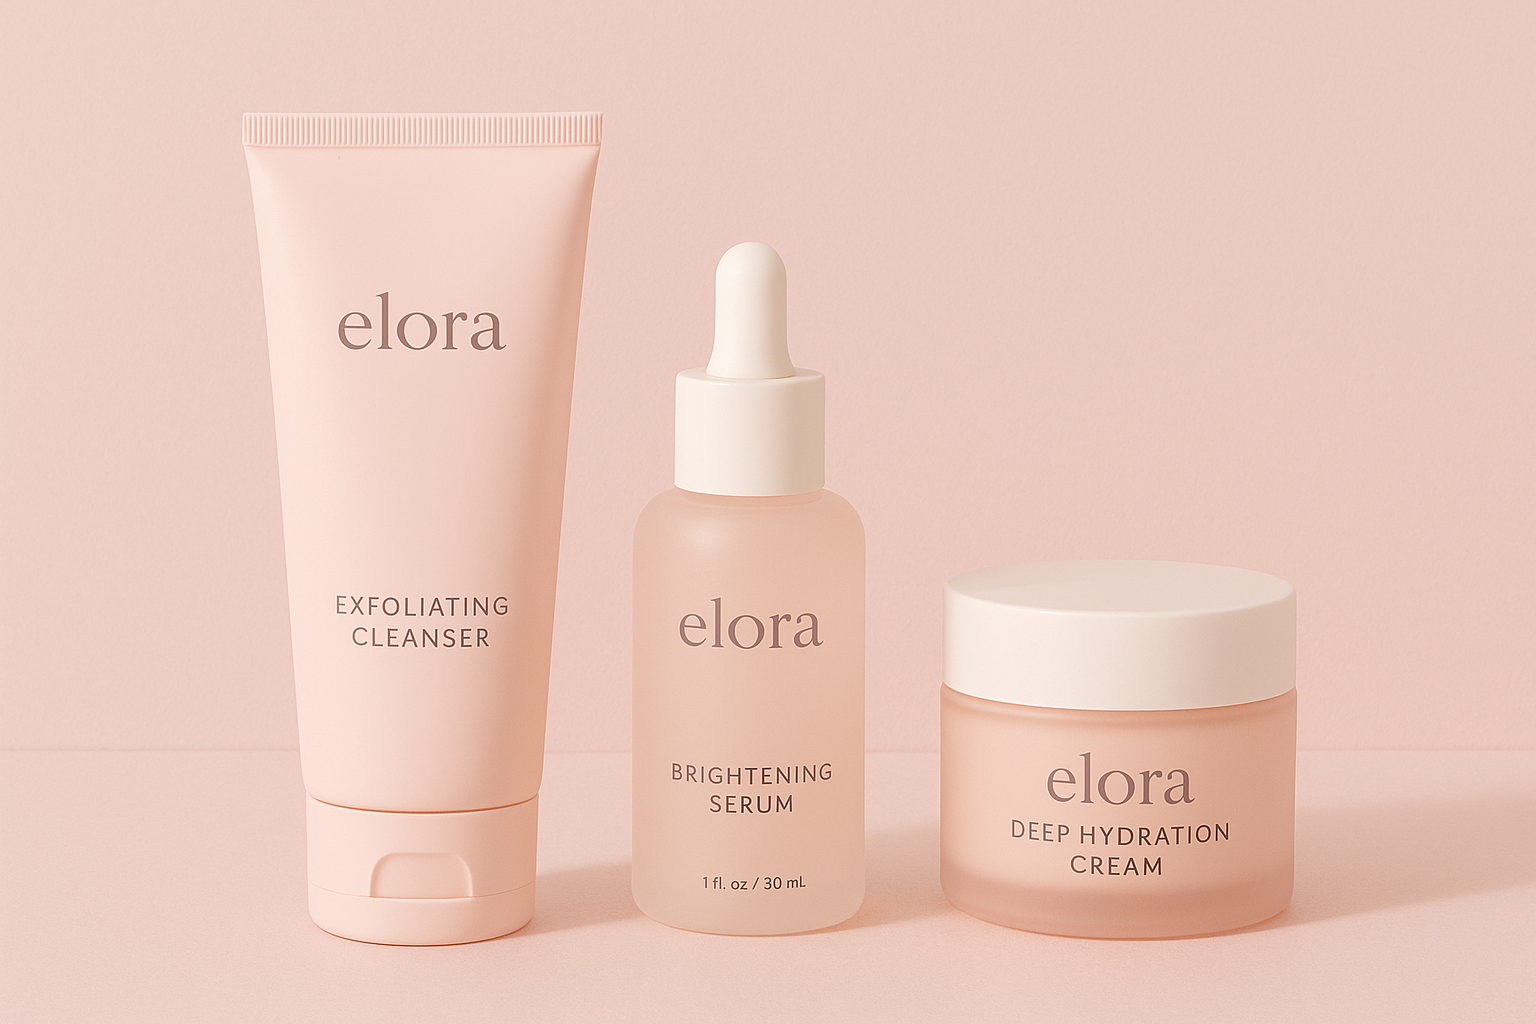 elora
EXFOLIATING
CLEANSER
elora
BRIGHTENING
SERUM
1 fl. oz / 30 mL
elora
DEEP HYDRATION
CREAM